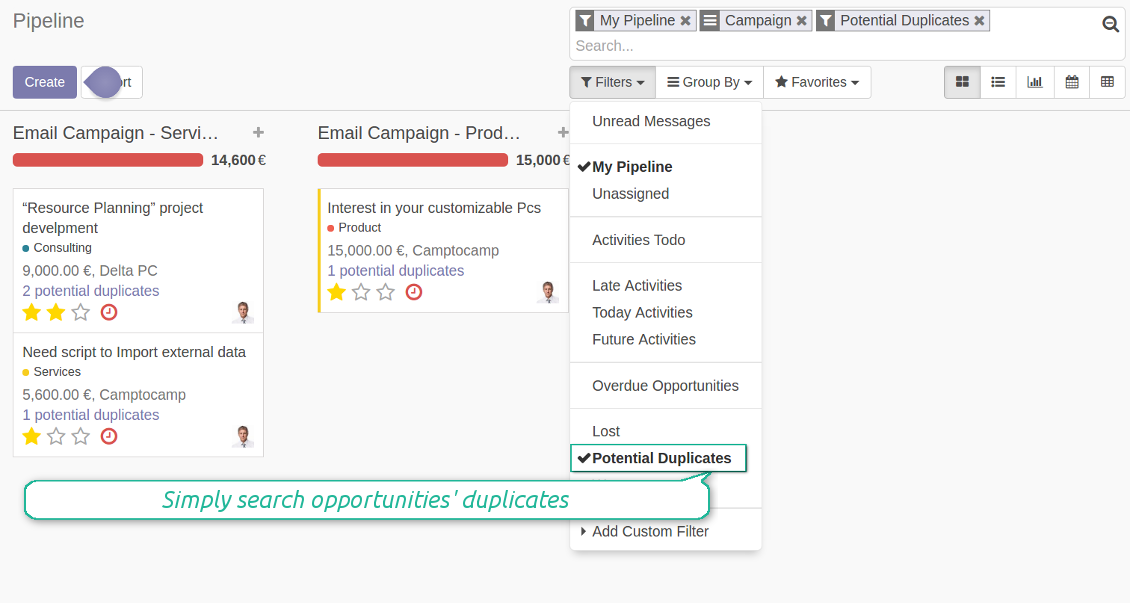 Pipeline
My Pipeline
Campaign
Potential Duplicates
Search...
Create
Filters
Group By
Favorites
Email Campaign - Servi…
14,600 €
“Resource Planning” project
develpment
Consulting
9,000.00 €, Delta PC
2 potential duplicates
Need script to Import external data
Services
5,600.00 €, Camptocamp
1 potential duplicates
Email Campaign - Prod…
15,000 €
Interest in your customizable Pcs
Product
15,000.00 €, Camptocamp
1 potential duplicates
Unread Messages
My Pipeline
Unassigned
Activities Todo
Late Activities
Today Activities
Future Activities
Overdue Opportunities
Lost
Potential Duplicates
Simply search opportunities' duplicates
Add Custom Filter